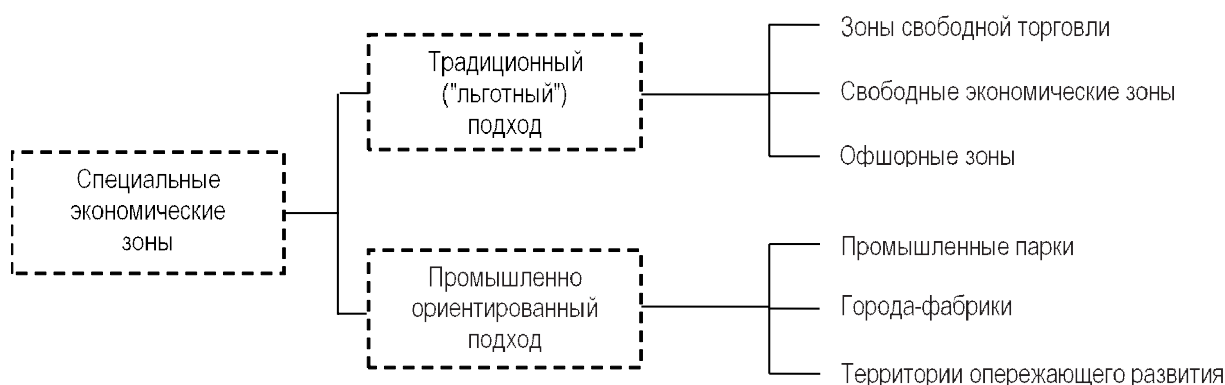 Специальные
экономические
зоны
Традиционный
("льготный")
подход
Зоны свободной торговли
Свободные экономические зоны
Офшорные зоны
Промышленно
ориентированный
подход
Промышленные парки
Города-фабрики
Территории опережающего развития